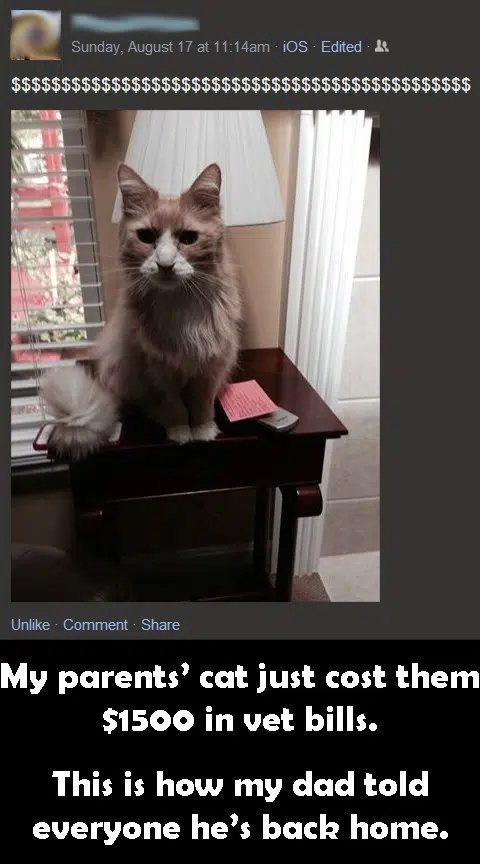 Sunday, August 17 at 11:14am · iOS · Edited ·
$$$$$$$$$$$$$$$$$$$$$$$$$$$$$$$$$$$$$$$$$$$$$$
Unlike · Comment · Share
My parents’ cat just cost them
$1500 in vet bills.
This is how my dad told
everyone he’s back home.